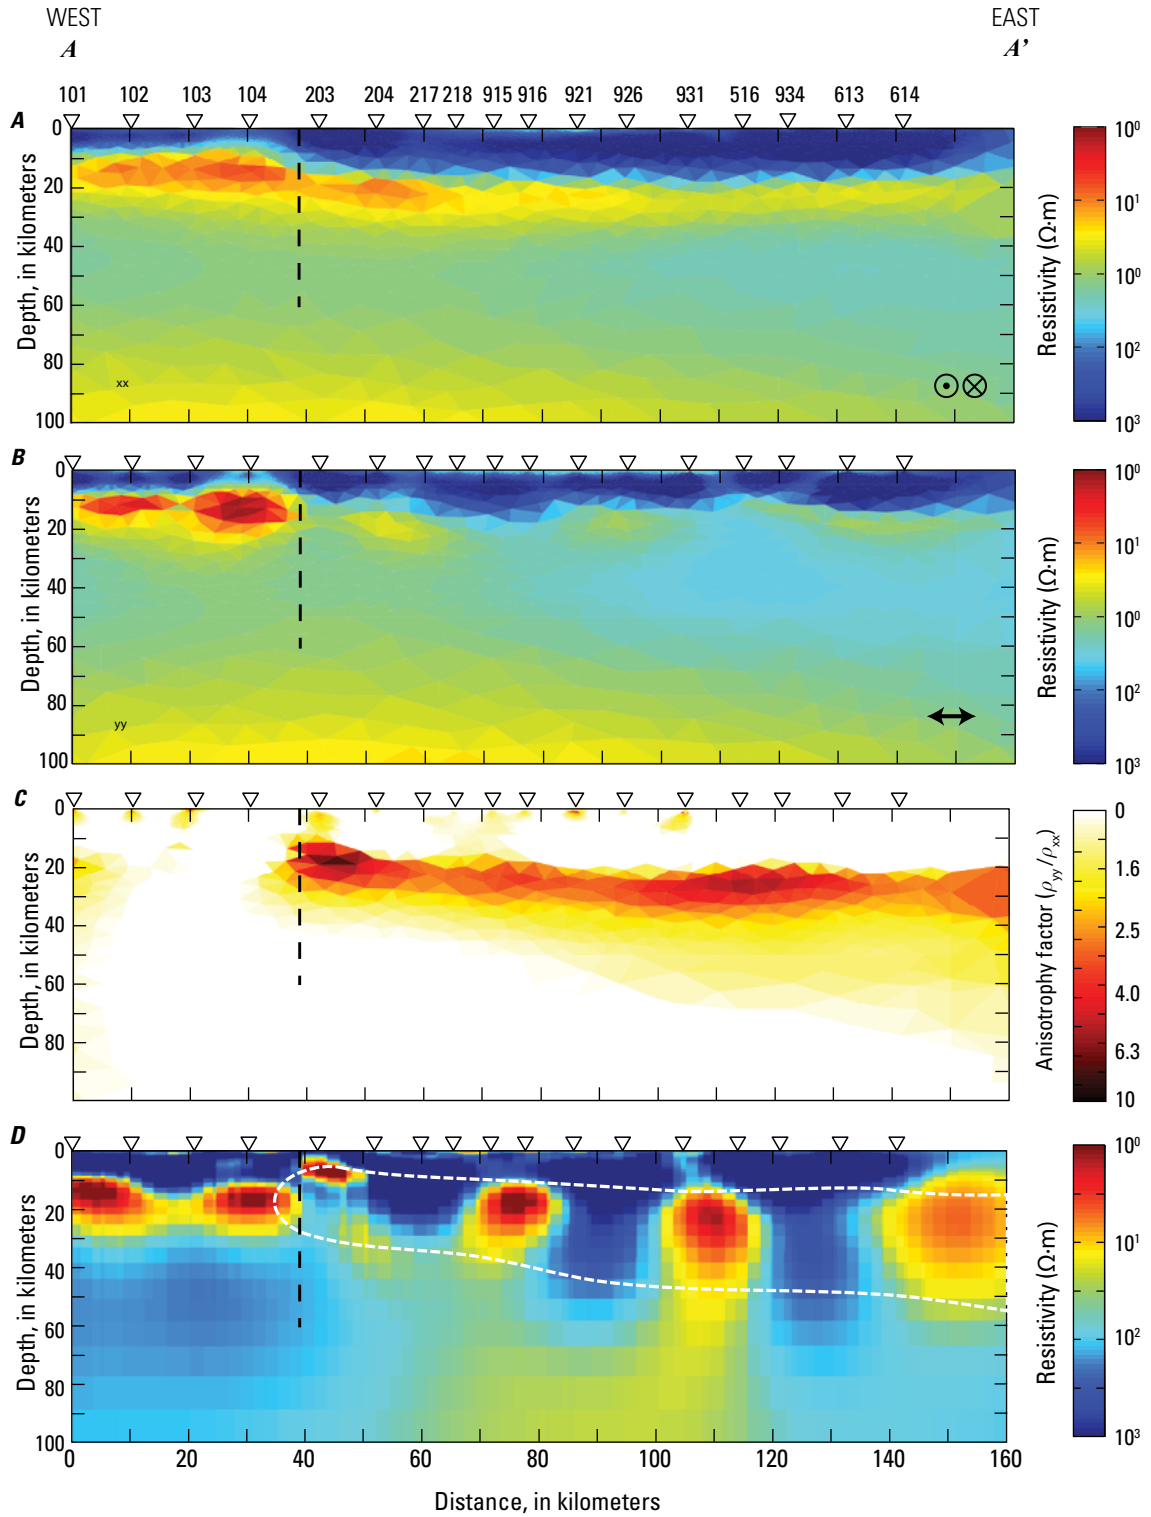 WEST EAST
A A’
101 102 103 104 203 204 217 218 915 916 921 926 931 516 934 613 614
A
0
20
40
60
80
100
Depth, in kilometers
xx
10⁰
10¹
10⁰
10²
10³
Resistivity (Ω·m)
B
0
20
40
60
80
100
Depth, in kilometers
yy
10⁰
10¹
10⁰
10²
10³
Resistivity (Ω·m)
C
0
20
40
60
80
Depth, in kilometers
0
1.6
2.5
4.0
6.3
10
Anisotrophy factor (ρyy/ρxx)
D
0
20
40
60
80
100
Depth, in kilometers
10⁰
10¹
10²
10³
Resistivity (Ω·m)
0 20 40 60 80 100 120 140 160
Distance, in kilometers